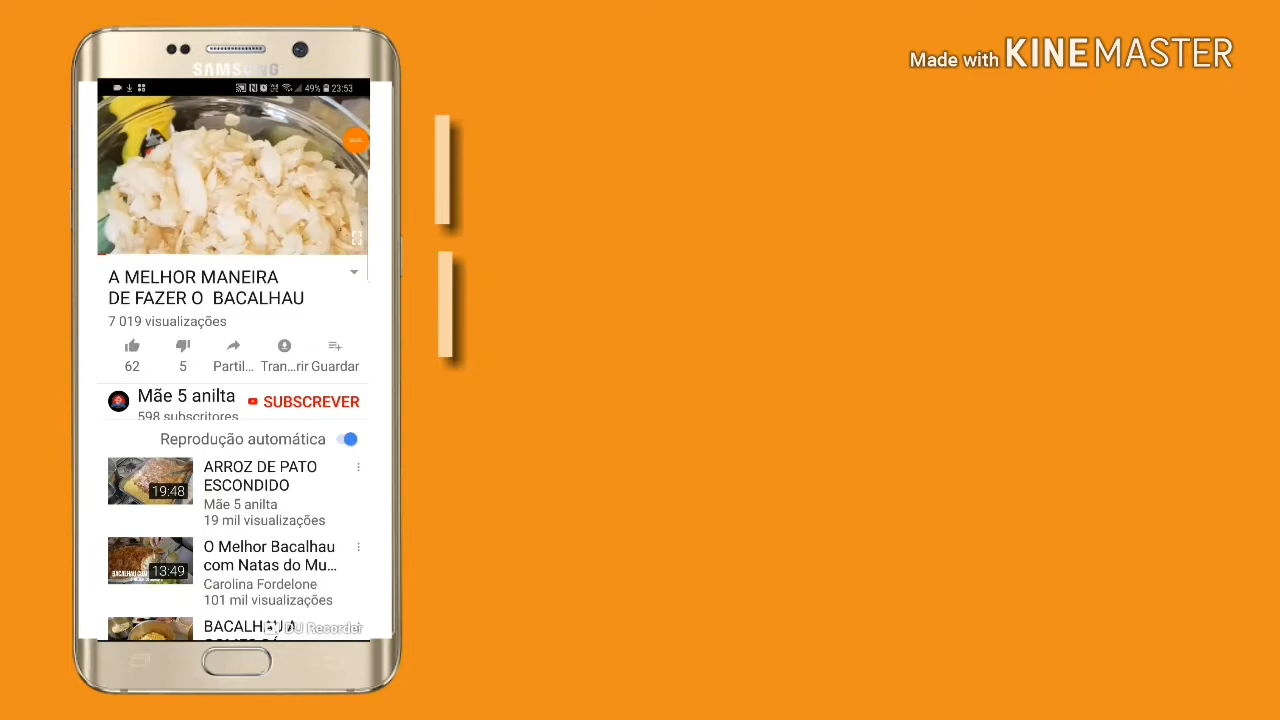 Made with KINEMASTER
SAMSUNG
49% 23:53
A MELHOR MANEIRA
DE FAZER O BACALHAU
7 019 visualizações
62 5 Partil... Tran...rir Guardar
Mãe 5 anilta
SUBSCREVER
598 subscritores
Reprodução automática
ARROZ DE PATO
ESCONDIDO
Mãe 5 anilta
19 mil visualizações
19:48
O Melhor Bacalhau
com Natas do Mu...
Carolina Fordelone
101 mil visualizações
13:49
BACALHAU À
DU Recorder